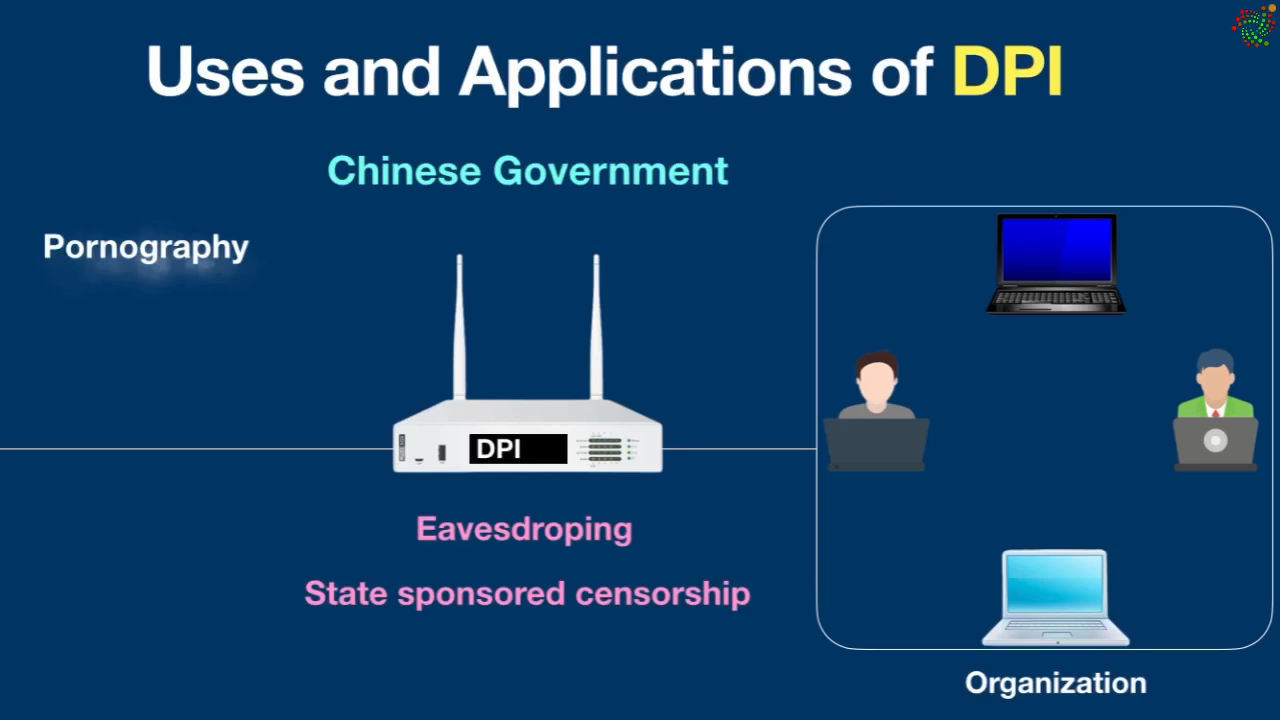 Uses and Applications of DPI
Chinese Government
Pornography
DPI
Eavesdroping
State sponsored censorship
Organization